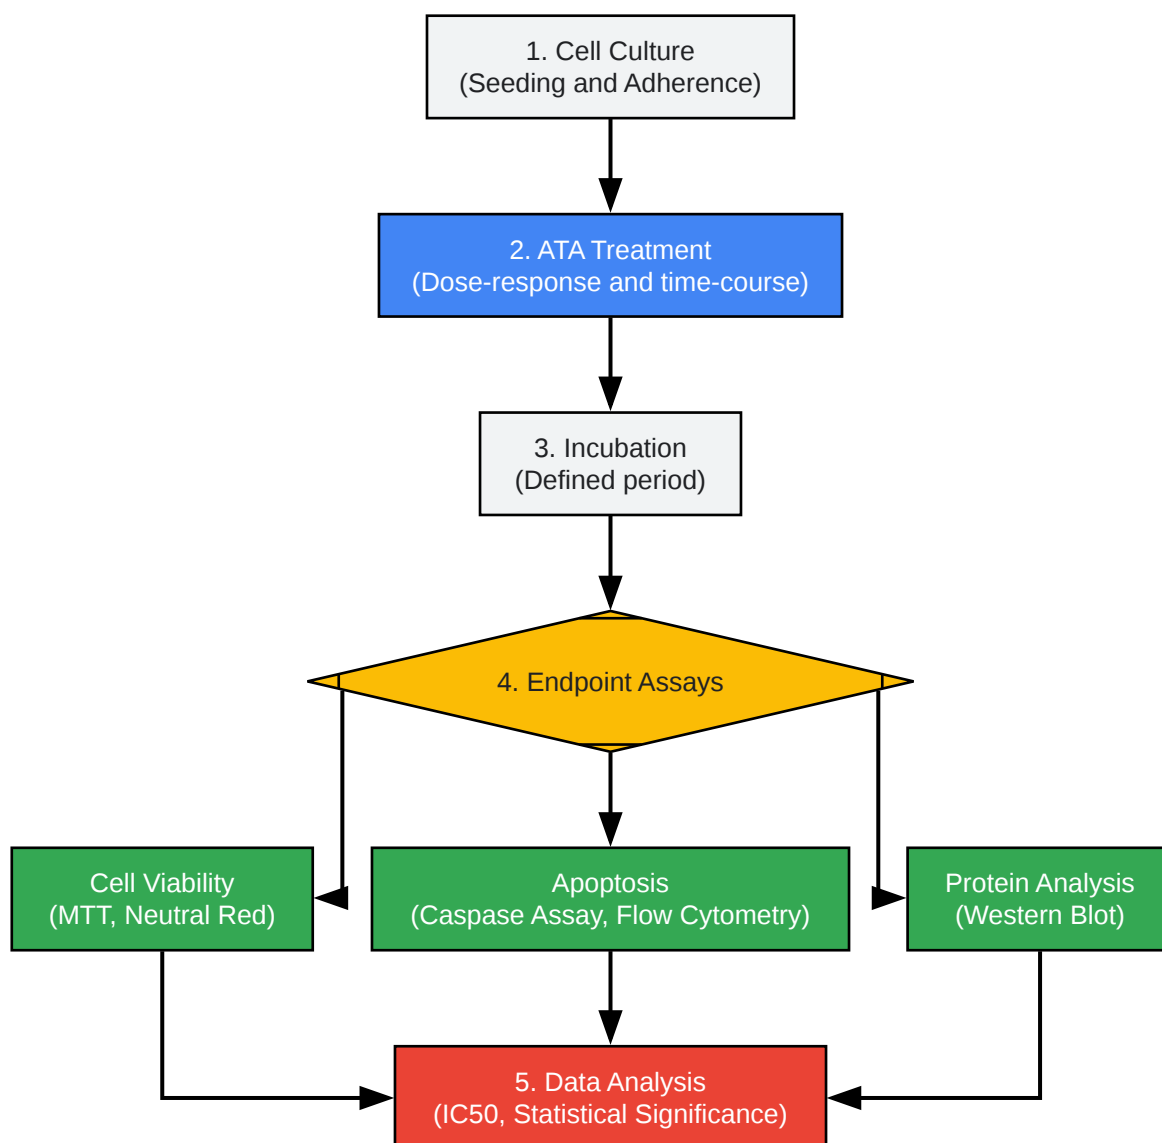 1. Cell Culture
(Seeding and Adherence)
2. ATA Treatment
(Dose-response and time-course)
3. Incubation
(Defined period)
4. Endpoint Assays
Cell Viability
(MTT, Neutral Red)
Apoptosis
(Caspase Assay, Flow Cytometry)
Protein Analysis
(Western Blot)
5. Data Analysis
(IC50, Statistical Significance)